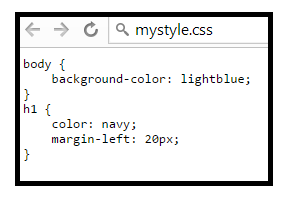 mystyle.css
body {
    background-color: lightblue;
}
h1 {
    color: navy;
    margin-left: 20px;
}